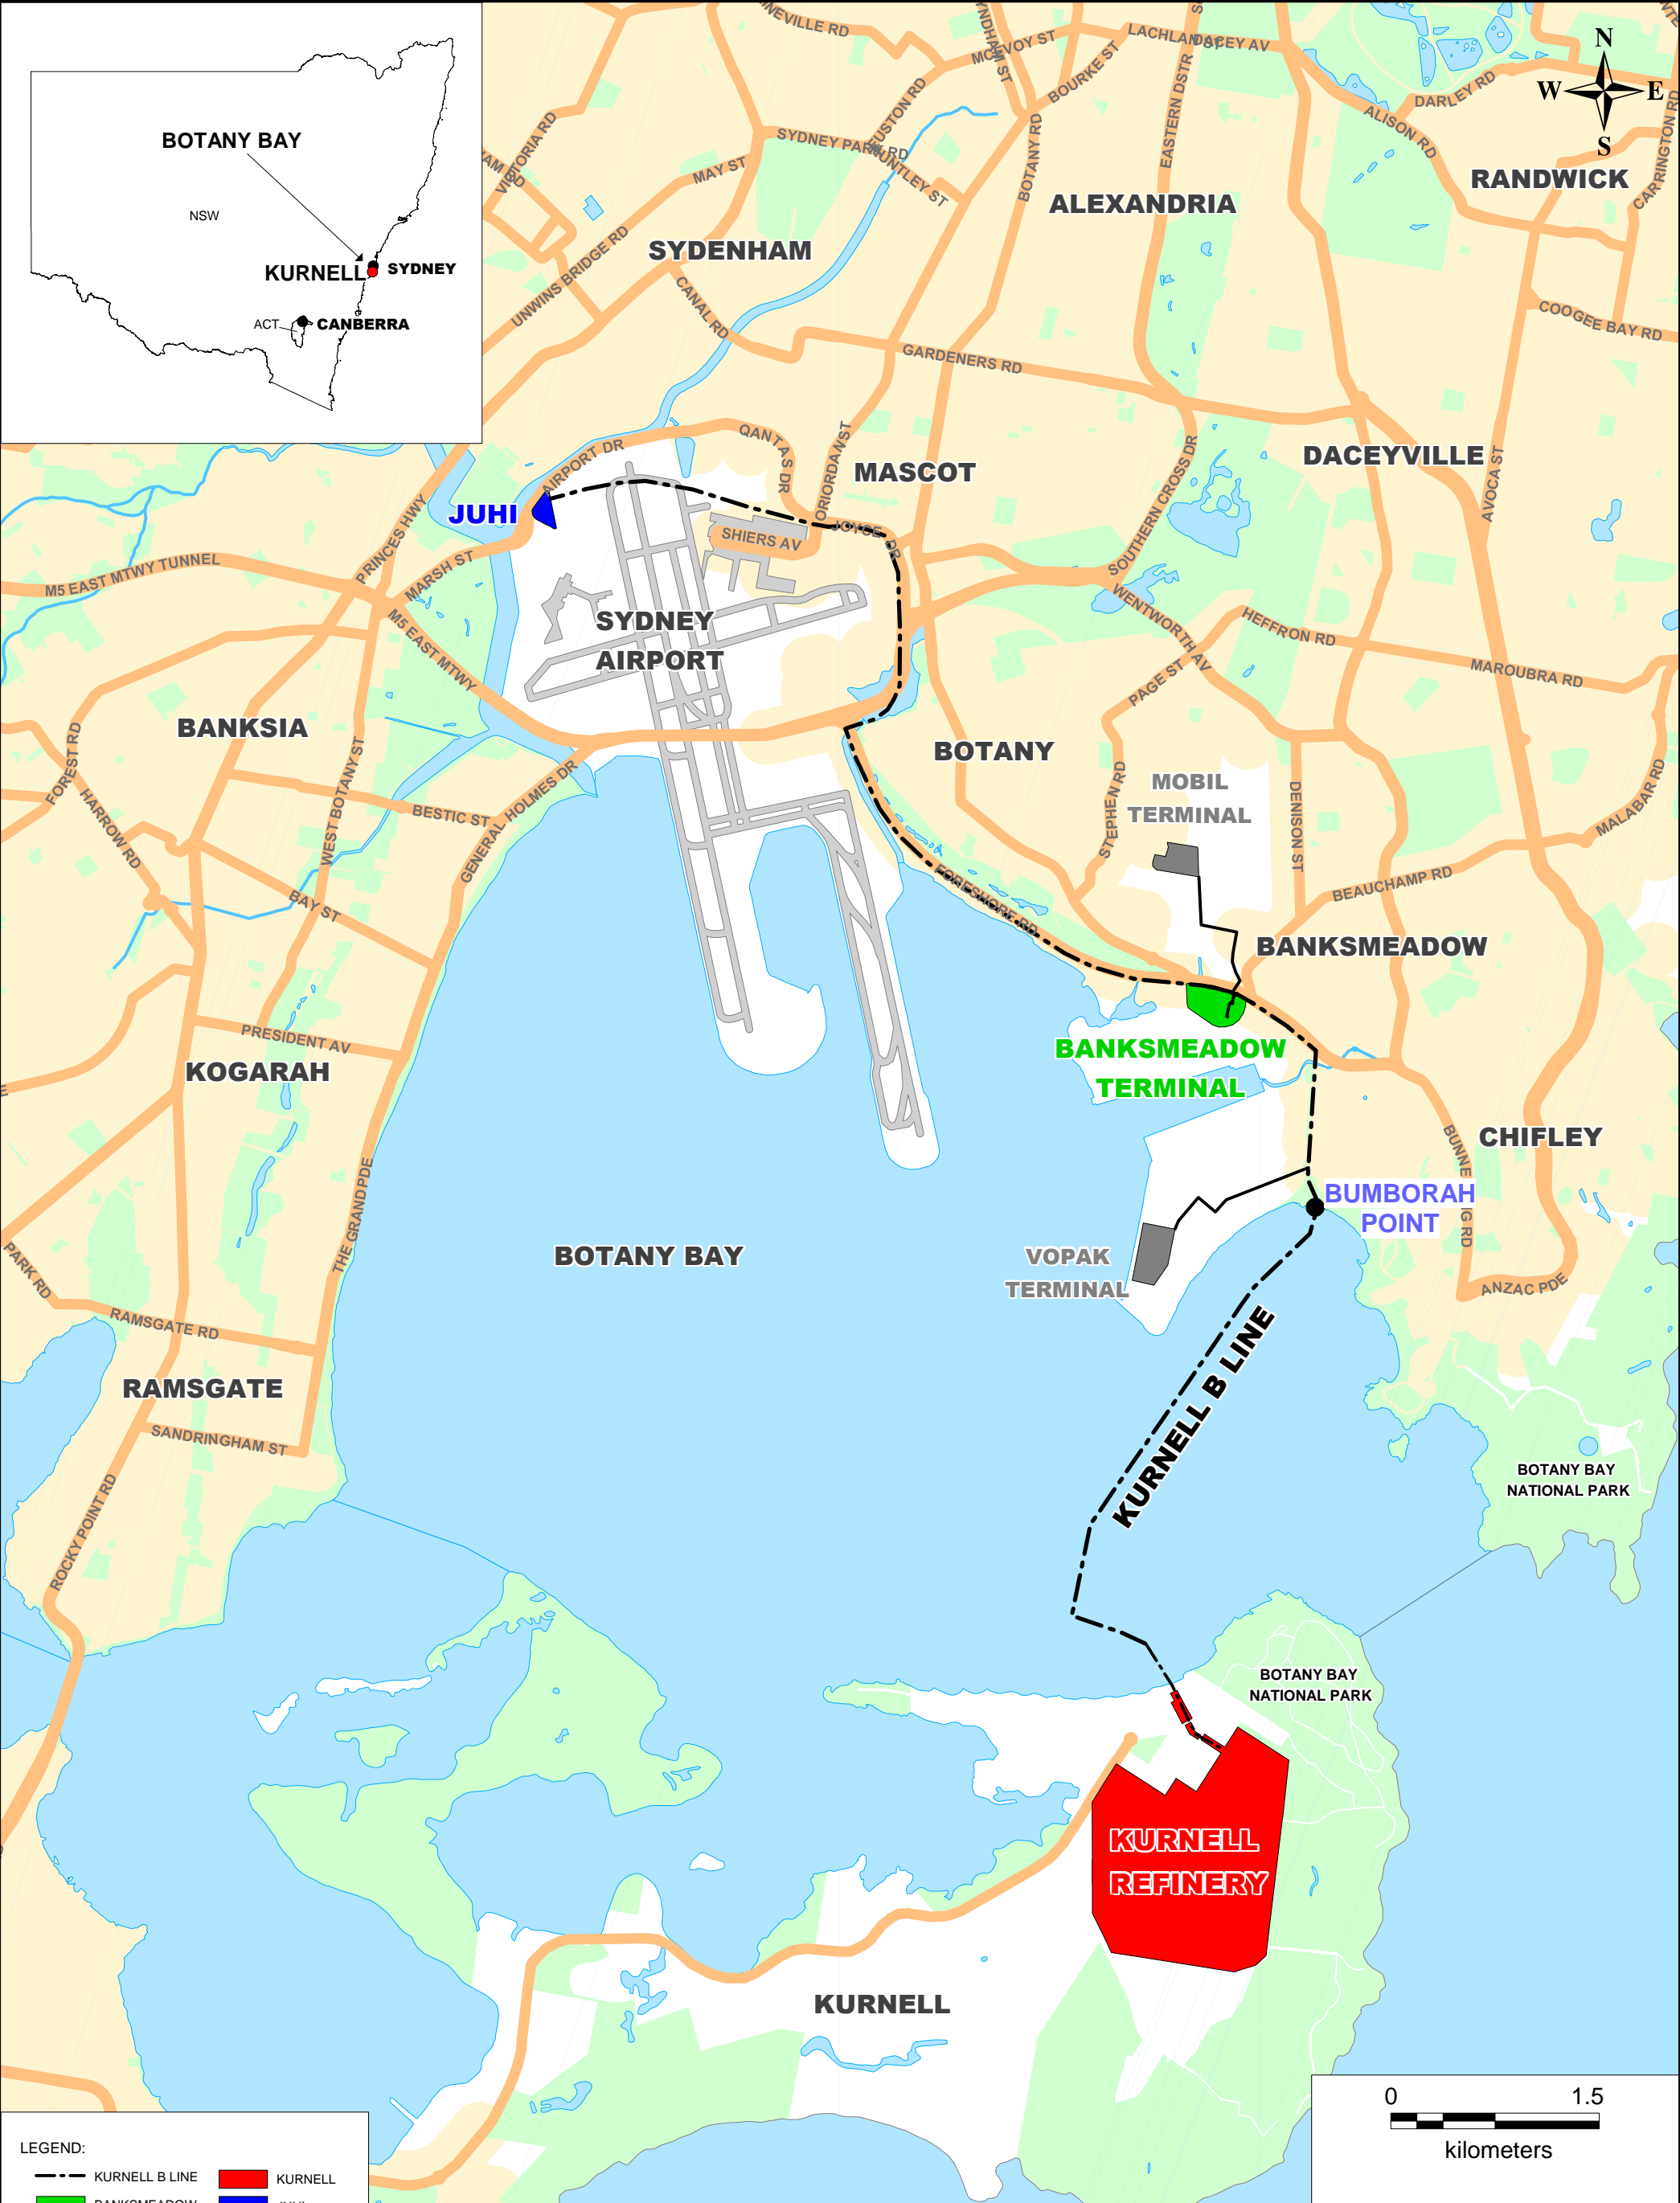 BOTANY BAY
NSW
KURNELL
SYDNEY
ACT
CANBERRA
N
W
E
S
MCEVOY ST
LACHLAN ST
DACEY AV
BOURKE ST
EUSTON RD
SYDNEY PARK RD
HUNTLEY ST
VICTORIA RD
MAY ST
BOTANY RD
EASTERN DSTR
DARLEY RD
ALISON RD
CARRINGTON RD
RANDWICK
ALEXANDRIA
SYDENHAM
UNWINS BRIDGE RD
CANAL RD
GARDENERS RD
COOGEE BAY RD
AIRPORT DR
QANTAS DR
ORIORDAN ST
MASCOT
DACEYVILLE
AVOCA ST
SOUTHERN CROSS DR
JUHI
PRINCES HWY
JOYCE DR
SHIERS AV
M5 EAST MTWY TUNNEL
MARSH ST
M5 EAST MTWY
SYDNEY
AIRPORT
WENTWORTH AV
HEFFRON RD
MAROUBRA RD
PAGE ST
BANKSIA
FOREST RD
HARROW RD
WEST BOTANY ST
BESTIC ST
GENERAL HOLMES DR
BOTANY
MOBIL
TERMINAL
STEPHEN RD
DENISON ST
MALABAR RD
BEAUCHAMP RD
FORESHORE RD
BAY ST
BANKSMEADOW
PRESIDENT AV
KOGARAH
BANKSMEADOW
TERMINAL
CHIFLEY
THE GRAND PDE
BUMBORAH
POINT
BOTANY BAY
VOPAK
TERMINAL
ANZAC PDE
PARK RD
RAMSGATE RD
RAMSGATE
SANDRINGHAM ST
KURNELL B LINE
ROCKY POINT RD
BOTANY BAY
NATIONAL PARK
BOTANY BAY
NATIONAL PARK
KURNELL
REFINERY
KURNELL
0 1.5
kilometers
LEGEND:
KURNELL B LINE
KURNELL